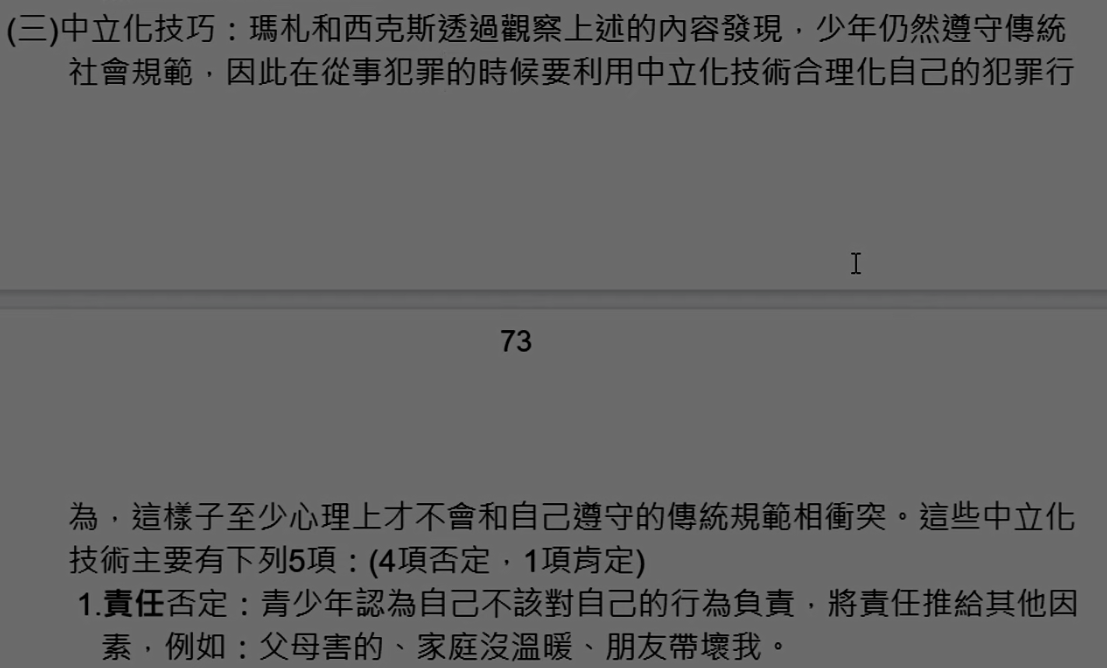 (三)中立化技巧：瑪札和西克斯透過觀察上述的內容發現，少年仍然遵守傳統
社會規範，因此在從事犯罪的時候要利用中立化技術合理化自己的犯罪行
73
為，這樣子至少心理上才不會和自己遵守的傳統規範相衝突。這些中立化
技術主要有下列5項：(4項否定，1項肯定)
1.責任否定：青少年認為自己不該對自己的行為負責，將責任推給其他因
素，例如：父母害的、家庭沒溫暖、朋友帶壞我。